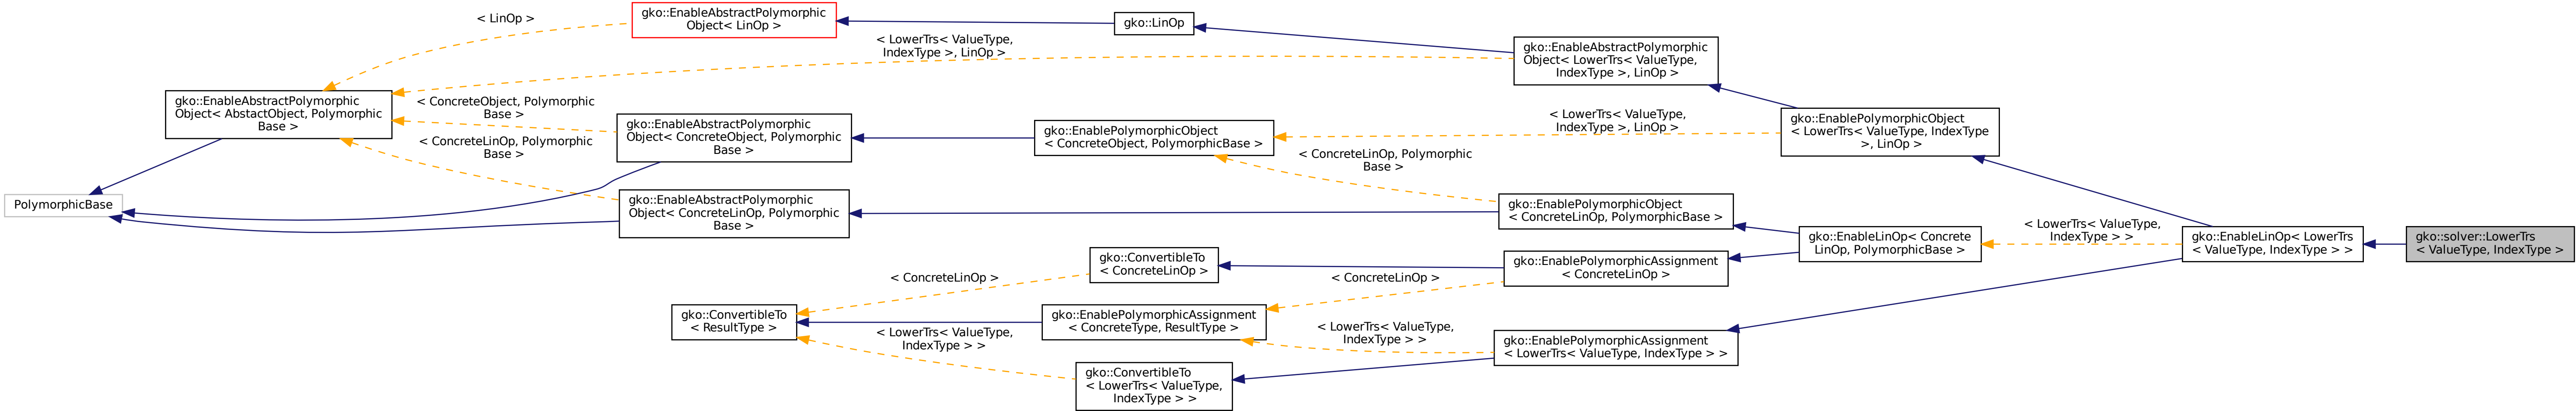 gko::EnableAbstractPolymorphic
Object< LinOp >
< LinOp >
gko::LinOp
< LowerTrs< ValueType,
IndexType >, LinOp >
gko::EnableAbstractPolymorphic
Object< LowerTrs< ValueType,
IndexType >, LinOp >
gko::EnableAbstractPolymorphic
Object< AbstactObject, Polymorphic
Base >
< ConcreteObject, Polymorphic
Base >
gko::EnableAbstractPolymorphic
Object< ConcreteObject, Polymorphic
Base >
gko::EnablePolymorphicObject
< ConcreteObject, PolymorphicBase >
< LowerTrs< ValueType,
IndexType >, LinOp >
gko::EnablePolymorphicObject
< LowerTrs< ValueType, IndexType
>, LinOp >
< ConcreteLinOp, Polymorphic
Base >
< ConcreteLinOp, Polymorphic
Base >
PolymorphicBase
gko::EnableAbstractPolymorphic
Object< ConcreteLinOp, Polymorphic
Base >
gko::EnablePolymorphicObject
< ConcreteLinOp, PolymorphicBase >
gko::EnableLinOp< Concrete
LinOp, PolymorphicBase >
< LowerTrs< ValueType,
IndexType > >
gko::EnableLinOp< LowerTrs
< ValueType, IndexType > >
gko::solver::LowerTrs
< ValueType, IndexType >
gko::ConvertibleTo
< ConcreteLinOp >
gko::EnablePolymorphicAssignment
< ConcreteLinOp >
< ConcreteLinOp >
< ConcreteLinOp >
gko::ConvertibleTo
< ResultType >
gko::EnablePolymorphicAssignment
< ConcreteType, ResultType >
< LowerTrs< ValueType,
IndexType > >
< LowerTrs< ValueType,
IndexType > >
gko::EnablePolymorphicAssignment
< LowerTrs< ValueType, IndexType > >
gko::ConvertibleTo
< LowerTrs< ValueType,
IndexType > >